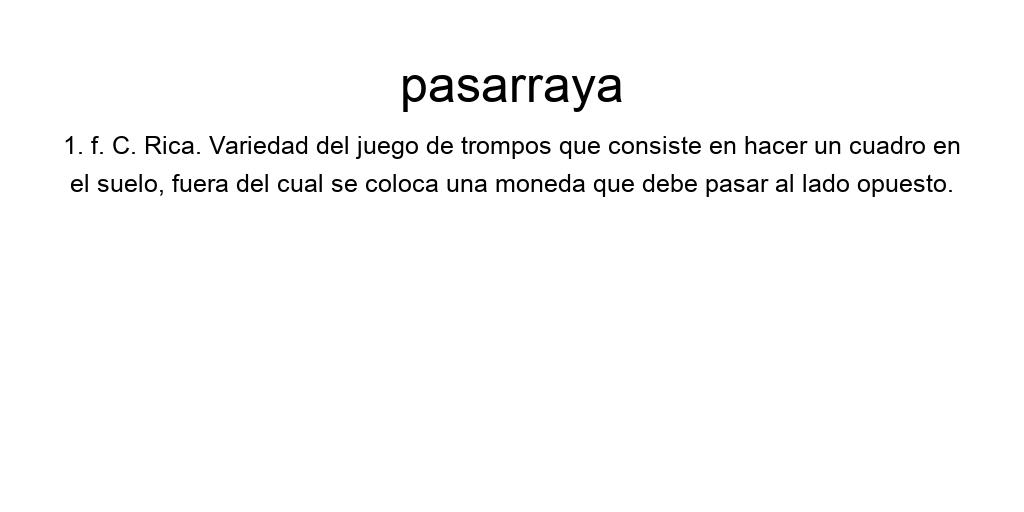 pasarraya
1. f. C. Rica. Variedad del juego de trompos que consiste en hacer un cuadro en
el suelo, fuera del cual se coloca una moneda que debe pasar al lado opuesto.